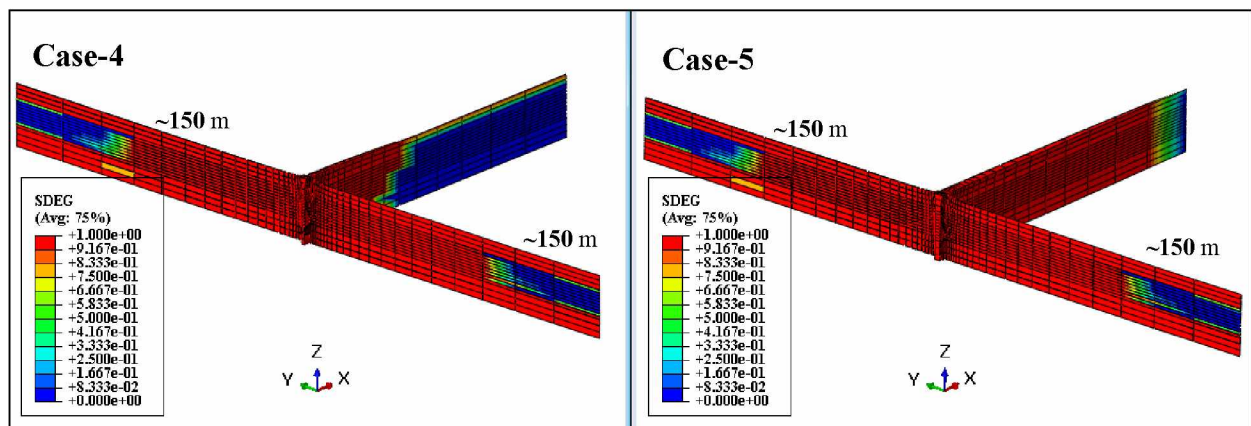 Case-4
~150 m
SDEG
(Avg: 75%)
+1.000e+00
+9.167e-01
+8.333e-01
+7.500e-01
+6.667e-01
+5.833e-01
+5.000e-01
+4.167e-01
+3.333e-01
+2.500e-01
+1.667e-01
+8.333e-02
+0.000e+00
~150 m
Z
Y
X
Case-5
~150 m
SDEG
(Avg: 75%)
+1.000e+00
+9.167e-01
+8.333e-01
+7.500e-01
+6.667e-01
+5.833e-01
+5.000e-01
+4.167e-01
+3.333e-01
+2.500e-01
+1.667e-01
+8.333e-02
+0.000e+00
~150 m
Z
Y
X